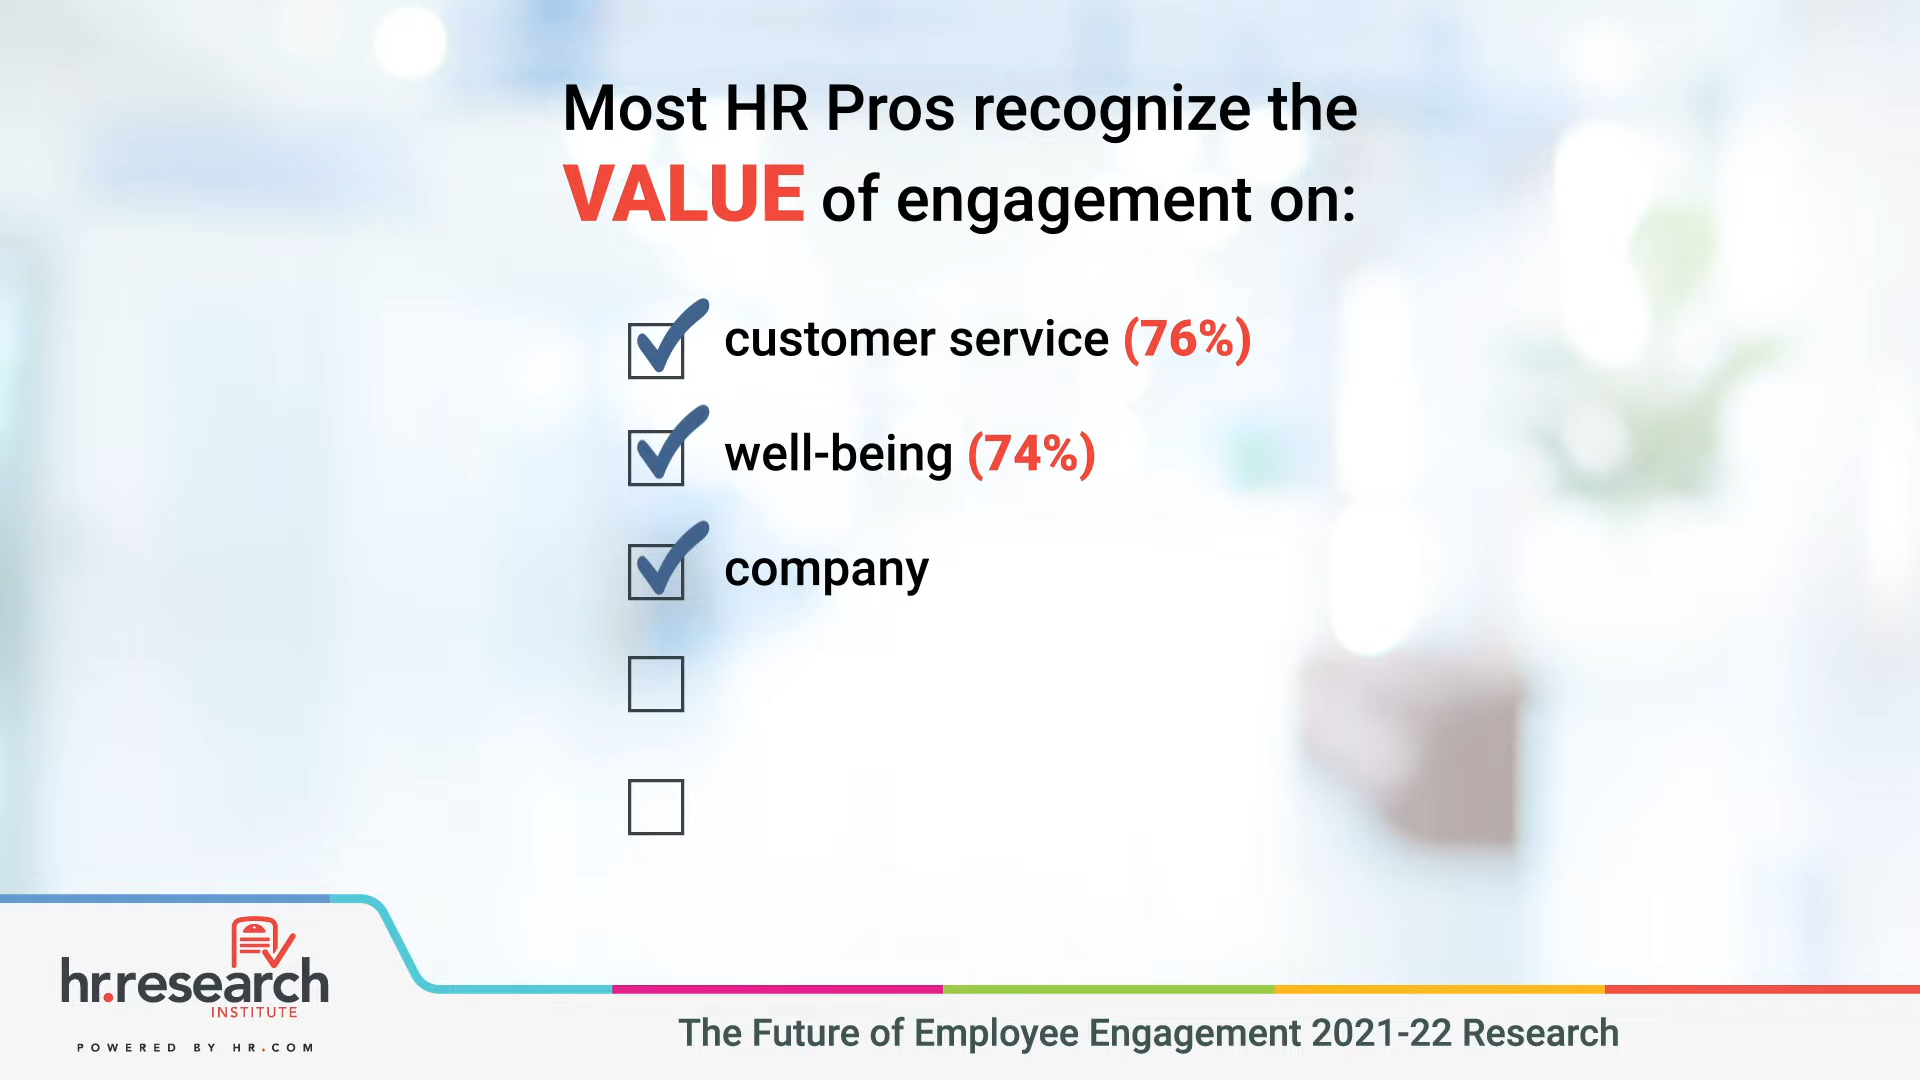 Most HR Pros recognize the
VALUE of engagement on:
customer service (76%)
well-being (74%)
company
hr.research
INSTITUTE
POWERED BY HR.COM
The Future of Employee Engagement 2021-22 Research